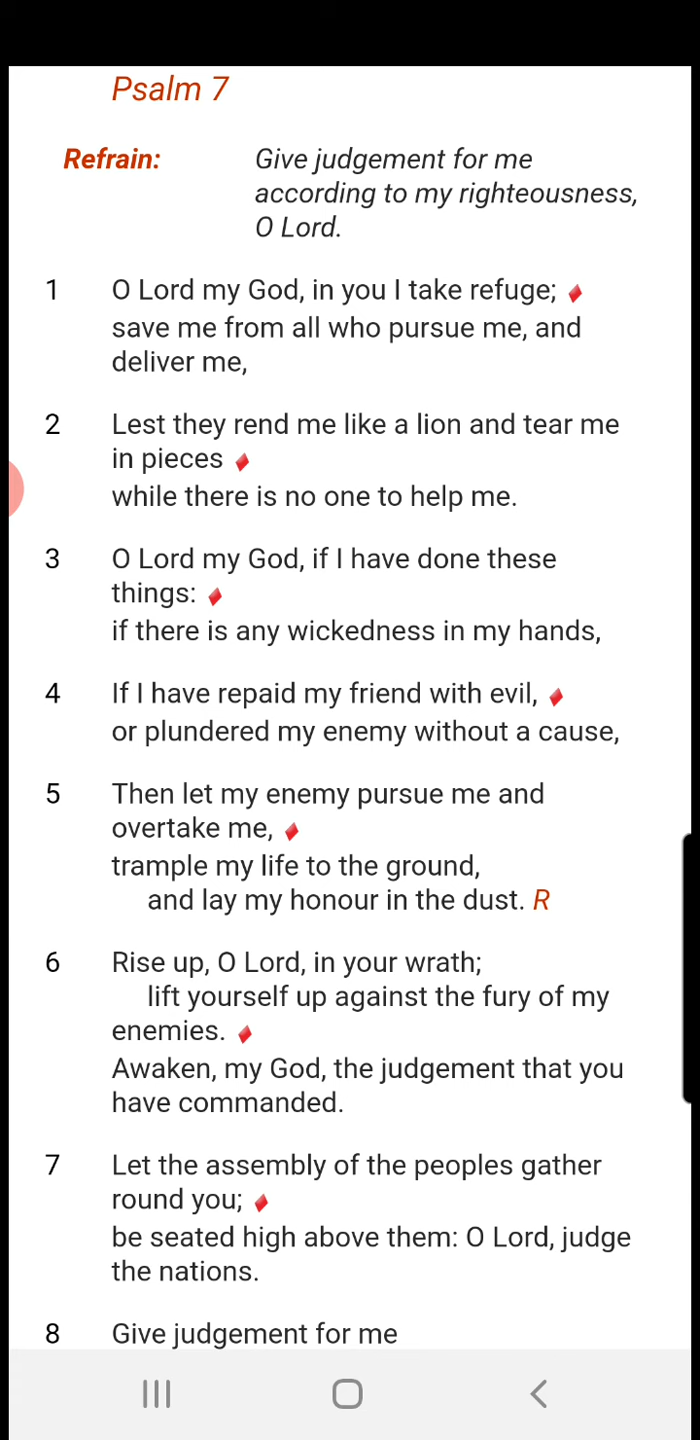 Psalm 7
Refrain: Give judgement for me
according to my righteousness,
O Lord.
1 O Lord my God, in you I take refuge; ♦
save me from all who pursue me, and
deliver me,
2 Lest they rend me like a lion and tear me
in pieces ♦
while there is no one to help me.
3 O Lord my God, if I have done these
things: ♦
if there is any wickedness in my hands,
4 If I have repaid my friend with evil, ♦
or plundered my enemy without a cause,
5 Then let my enemy pursue me and
overtake me, ♦
trample my life to the ground,
and lay my honour in the dust. R
6 Rise up, O Lord, in your wrath;
lift yourself up against the fury of my
enemies. ♦
Awaken, my God, the judgement that you
have commanded.
7 Let the assembly of the peoples gather
round you; ♦
be seated high above them: O Lord, judge
the nations.
8 Give judgement for me